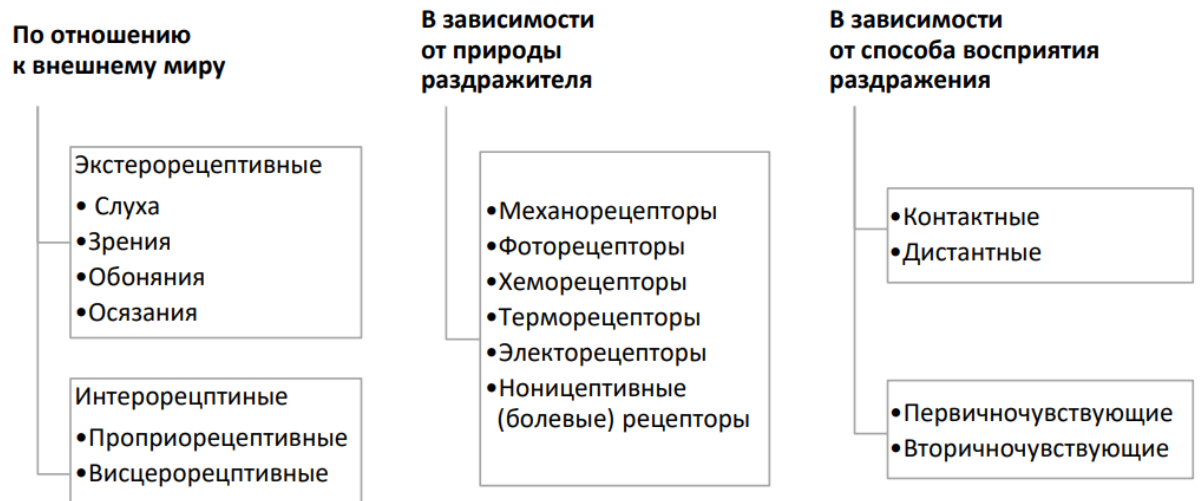 По отношению
к внешнему миру
Экстерорецептивные
• Слуха
•Зрения
•Обоняния
•Осязания
Интерорецптиные
•Проприорецептивные
•Висцерорецптивные
В зависимости
от природы
раздражителя
•Механорецепторы
•Фоторецепторы
•Хеморецепторы
•Терморецепторы
•Электорецепторы
•Ноницептивные
(болевые) рецепторы
В зависимости
от способа восприятия
раздражения
•Контактные
•Дистантные
•Первичночувствующие
•Вторичночувствующие